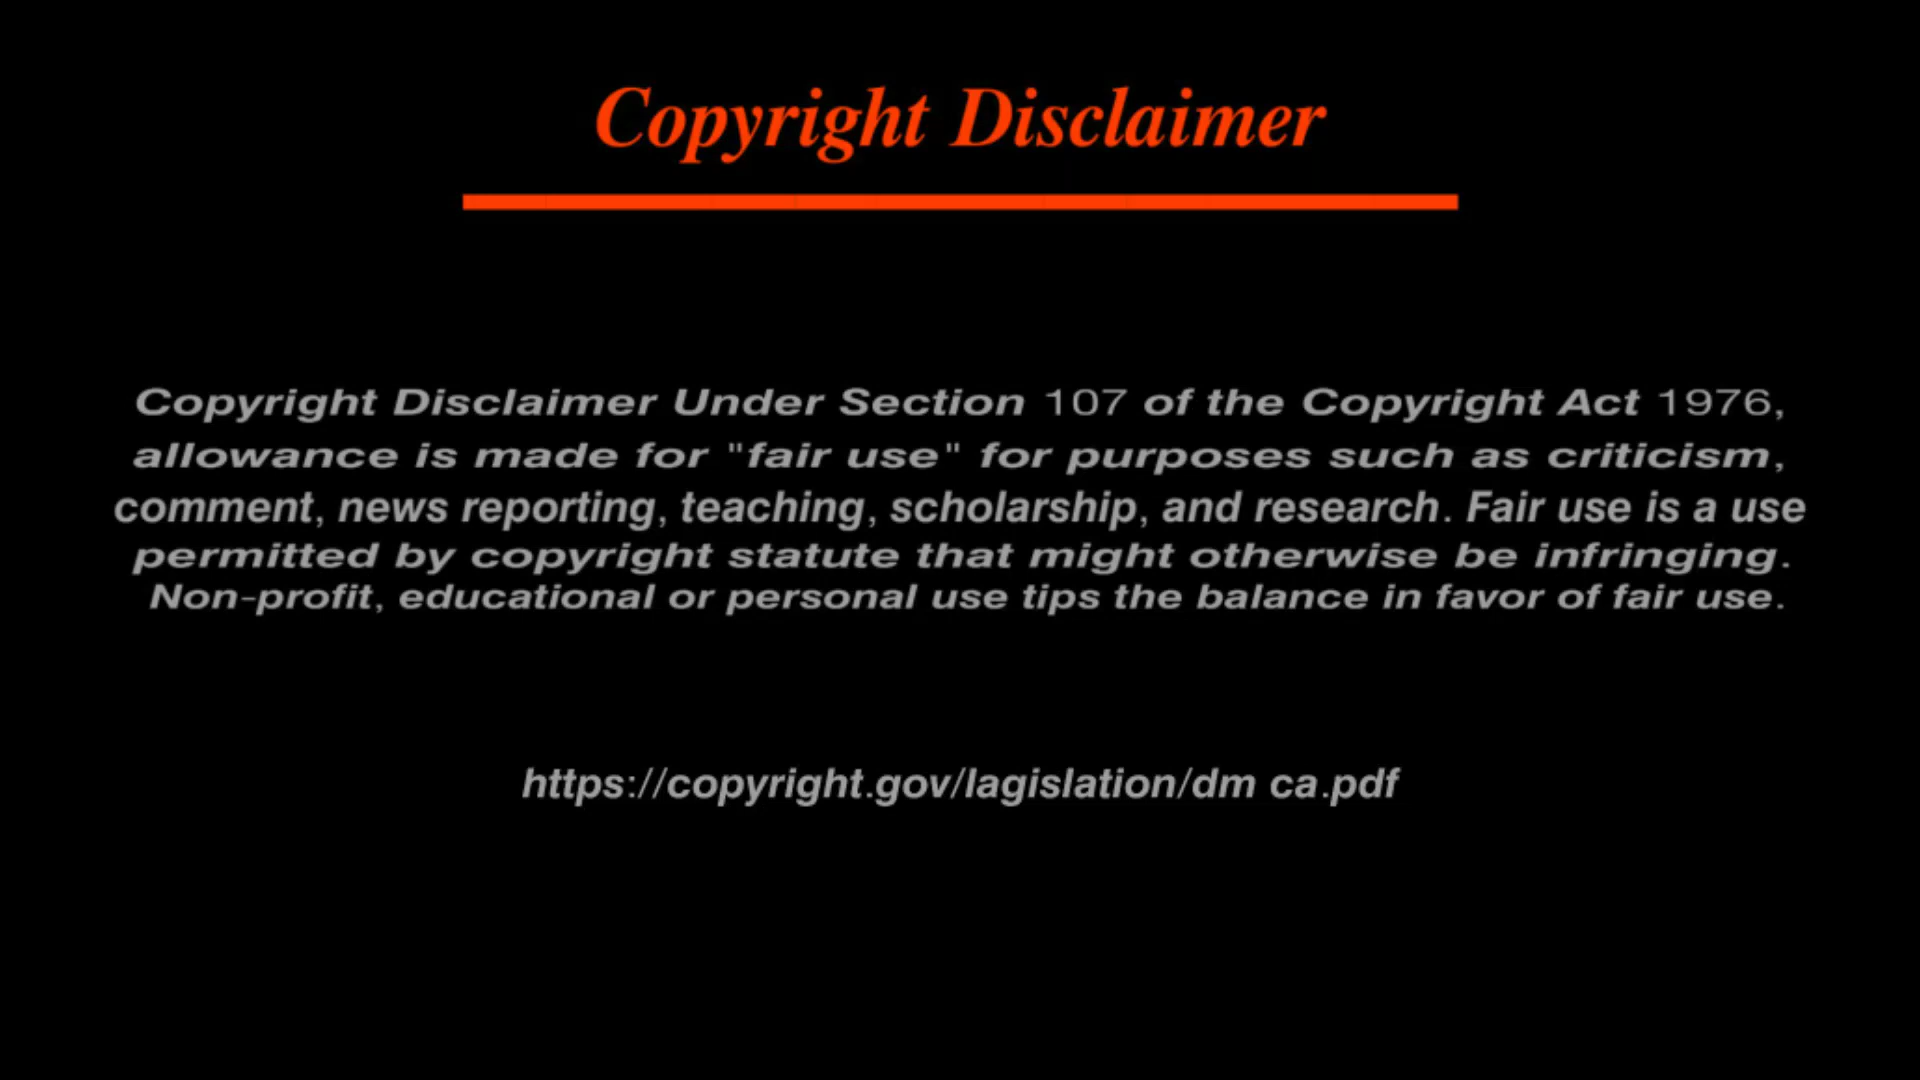 Copyright Disclaimer
Copyright Disclaimer Under Section 107 of the Copyright Act 1976,
allowance is made for "fair use" for purposes such as criticism,
comment, news reporting, teaching, scholarship, and research. Fair use is a use
permitted by copyright statute that might otherwise be infringing.
Non-profit, educational or personal use tips the balance in favor of fair use.
https://copyright.gov/lagislation/dm ca.pdf